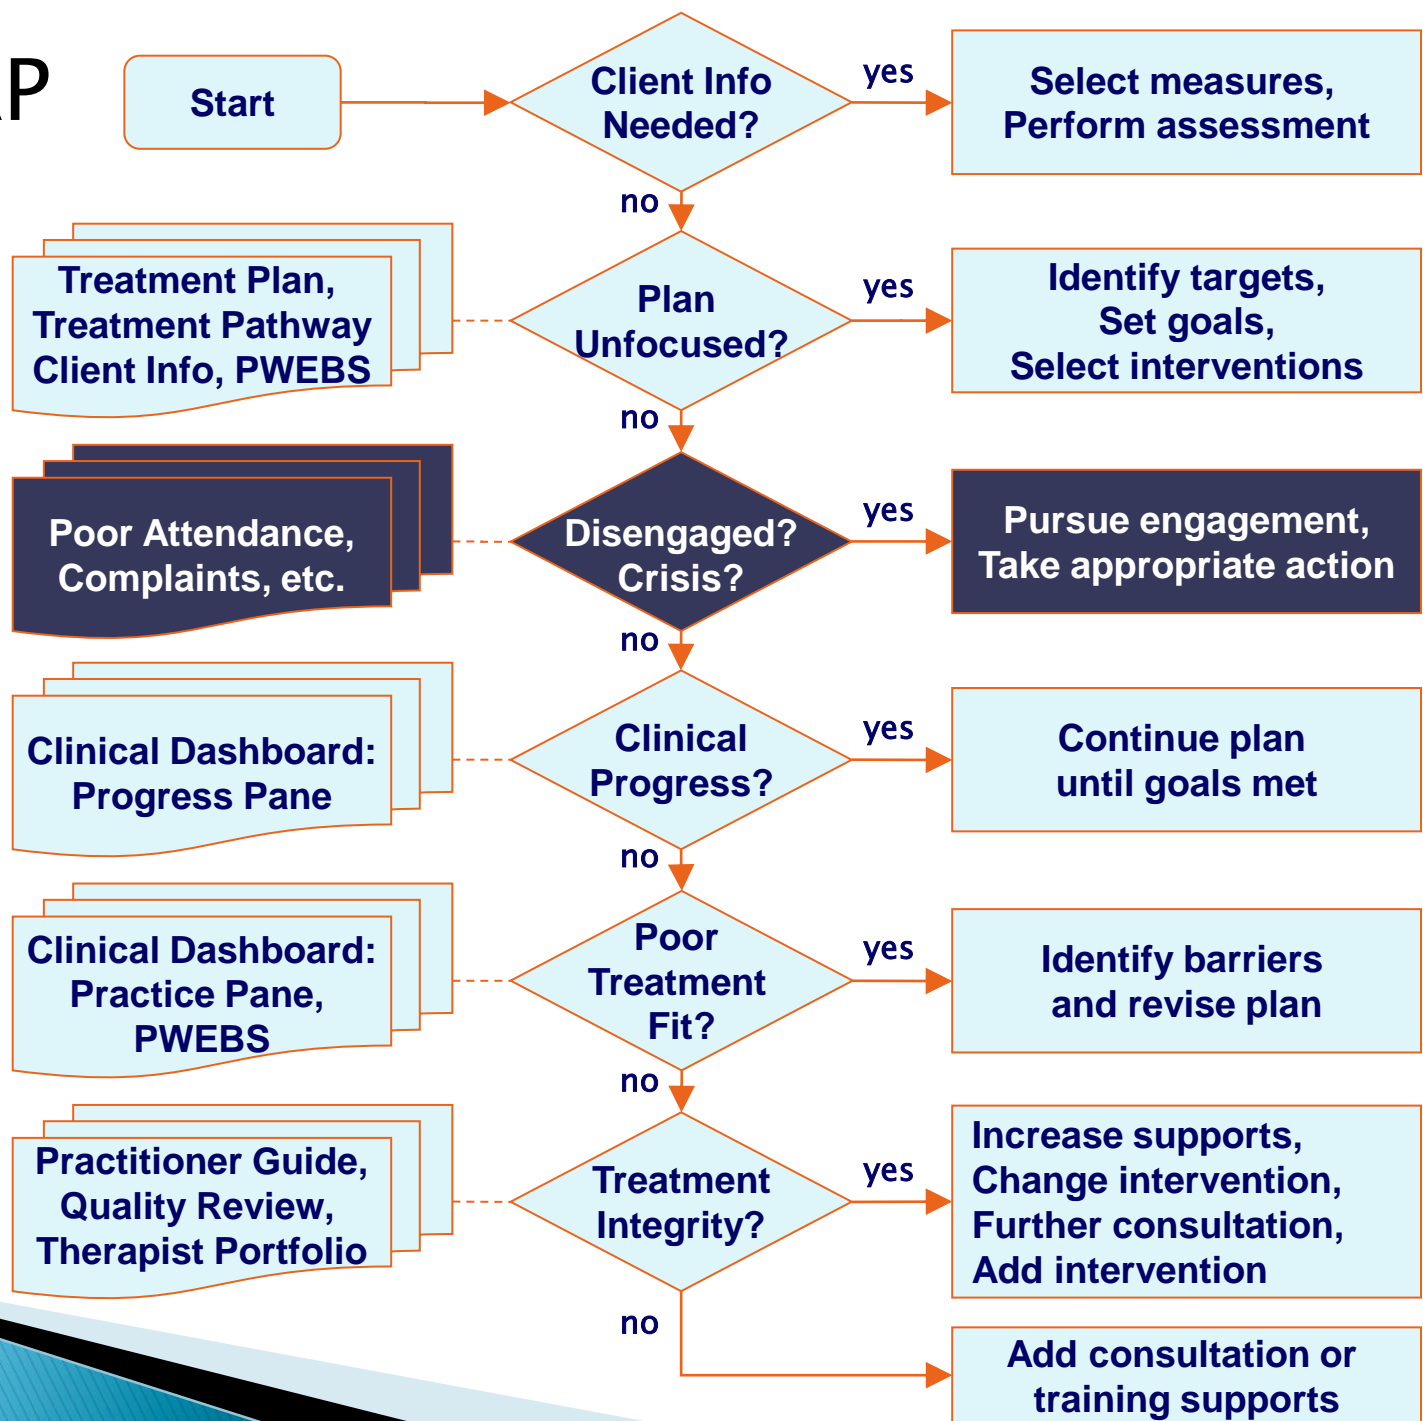 Start
Client Info
Needed?
yes
Select measures,
Perform assessment
no
Treatment Plan,
Treatment Pathway
Client Info, PWEBS
Plan
Unfocused?
yes
Identify targets,
Set goals,
Select interventions
no
Poor Attendance,
Complaints, etc.
Disengaged?
Crisis?
yes
Pursue engagement,
Take appropriate action
no
Clinical Dashboard:
Progress Pane
Clinical
Progress?
yes
Continue plan
until goals met
no
Clinical Dashboard:
Practice Pane,
PWEBS
Poor
Treatment
Fit?
yes
Identify barriers
and revise plan
no
Practitioner Guide,
Quality Review,
Therapist Portfolio
Treatment
Integrity?
yes
Increase supports,
Change intervention,
Further consultation,
Add intervention
no
Add consultation or
training supports